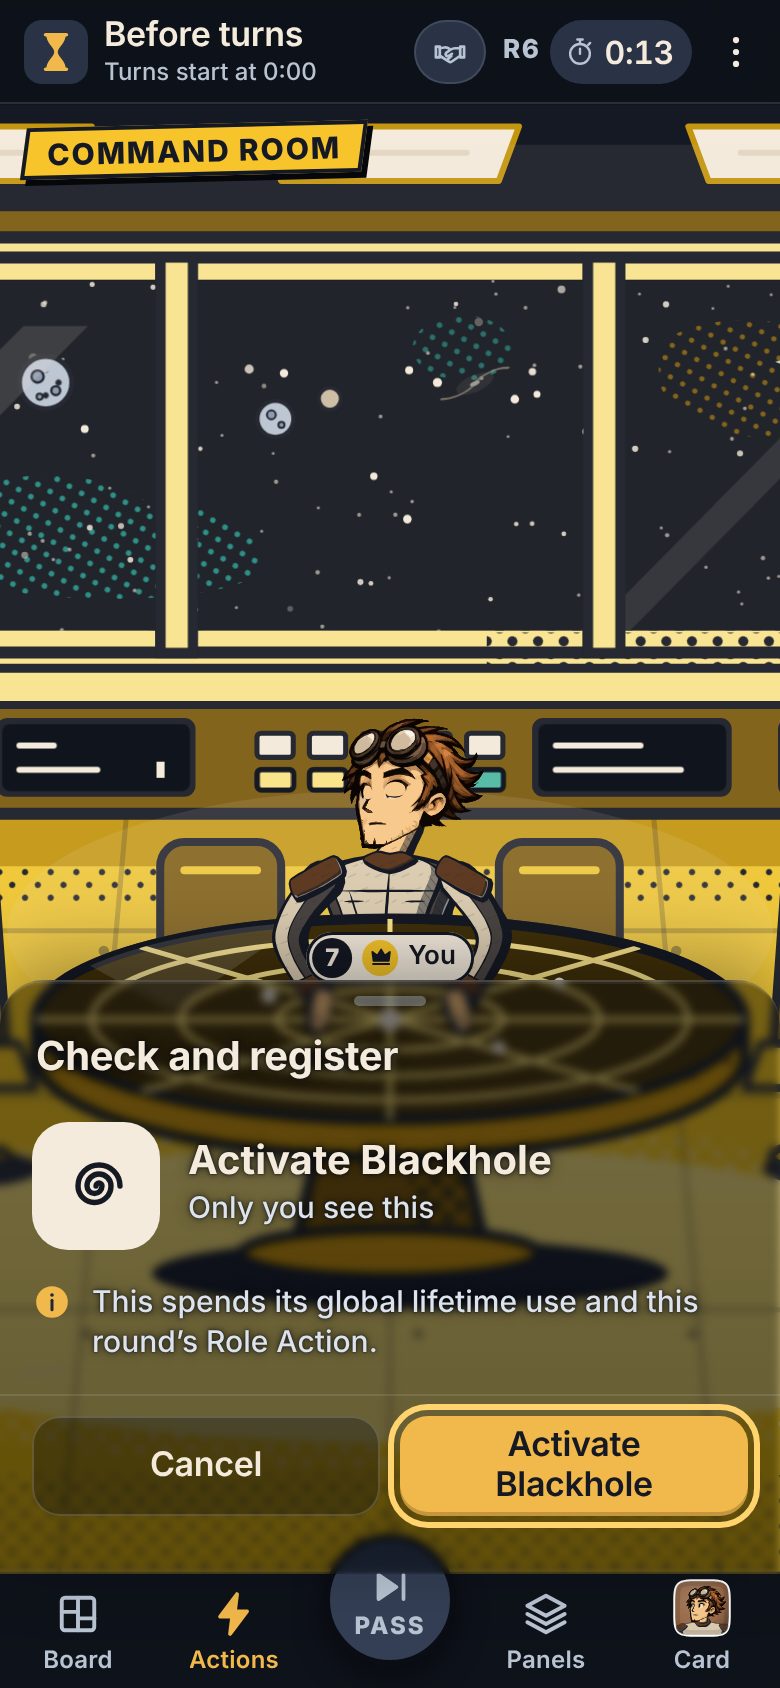 Before turns
Turns start at 0:00
R6
0:13
COMMAND ROOM
7
You
Check and register
Activate Blackhole
Only you see this
This spends its global lifetime use and this
round’s Role Action.
Cancel
Activate
Blackhole
PASS
Board
Actions
Panels
Card